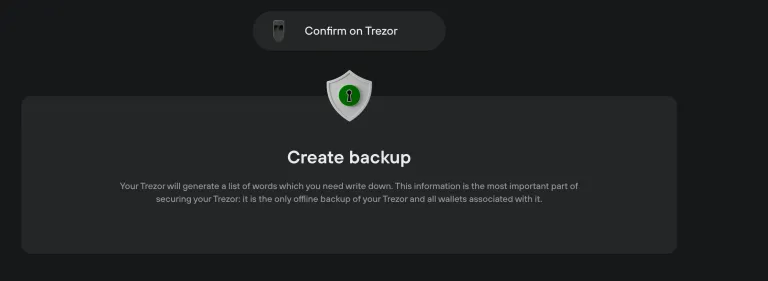 Confirm on Trezor
Create backup
Your Trezor will generate a list of words which you need write down. This information is the most important part of
securing your Trezor: it is the only offline backup of your Trezor and all wallets associated with it.